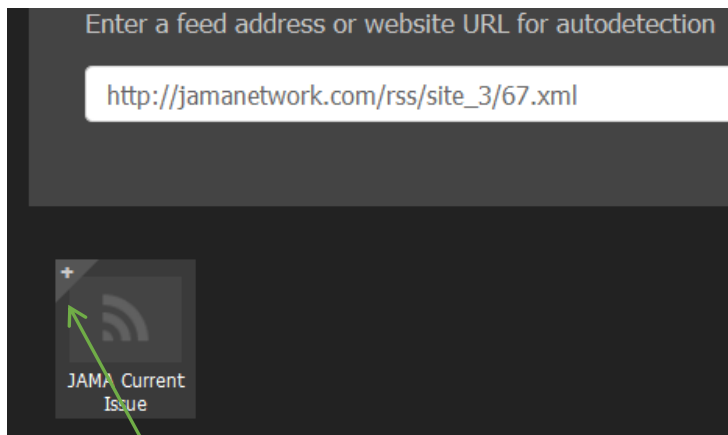 Enter a feed address or website URL for autodetection
http://jamanetwork.com/rss/site_3/67.xml
+
JAMA Current
Issue